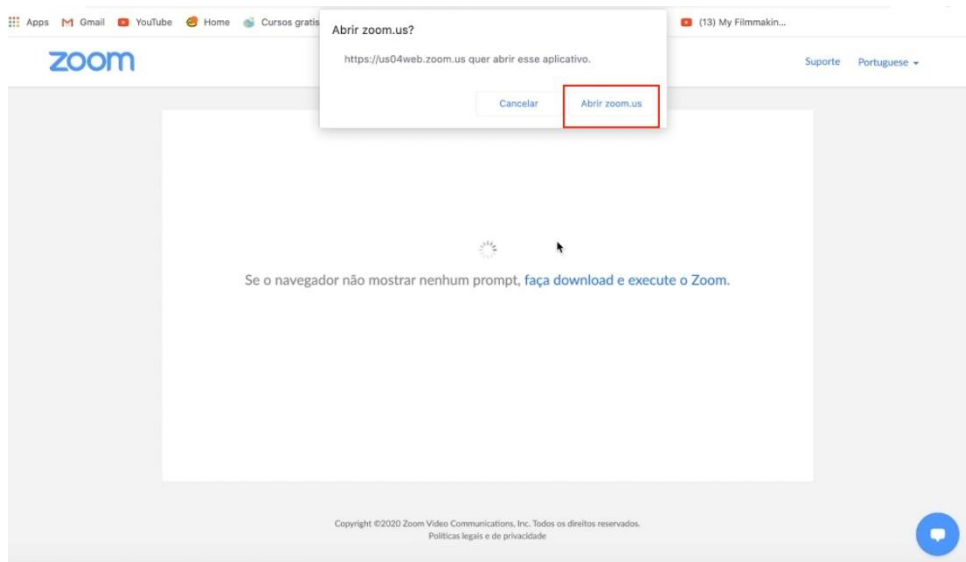 Apps Gmail YouTube Home Cursos gratis (13) My Filmmakin...
Abrir zoom.us?
https://us04web.zoom.us quer abrir esse aplicativo.
Cancelar Abrir zoom.us
zoom Suporte Portuguese
Se o navegador não mostrar nenhum prompt, faça download e execute o Zoom.
Copyright ©2020 Zoom Video Communications, Inc. Todos os direitos reservados.
Políticas legais e de privacidade